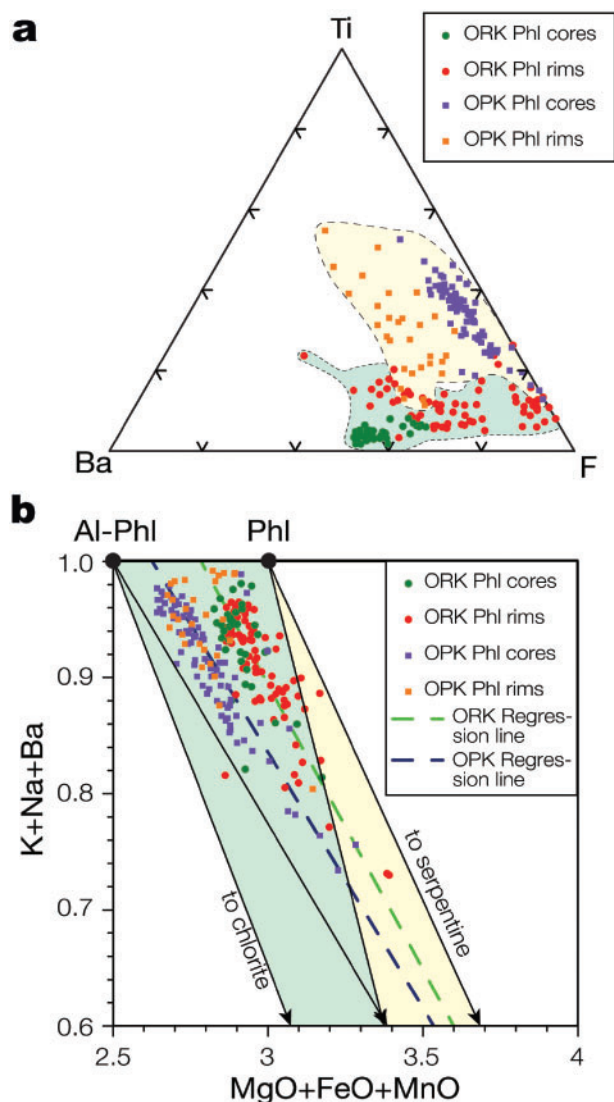 a
Ti
ORK Phl cores
ORK Phl rims
OPK Phl cores
OPK Phl rims
Ba
F
b
Al-Phl
Phl
1.0
0.9
0.8
0.7
0.6
K+Na+Ba
ORK Phl cores
ORK Phl rims
OPK Phl cores
OPK Phl rims
ORK Regres-
sion line
OPK Regres-
sion line
to chlorite
to serpentine
2.5
3
3.5
4
MgO+FeO+MnO